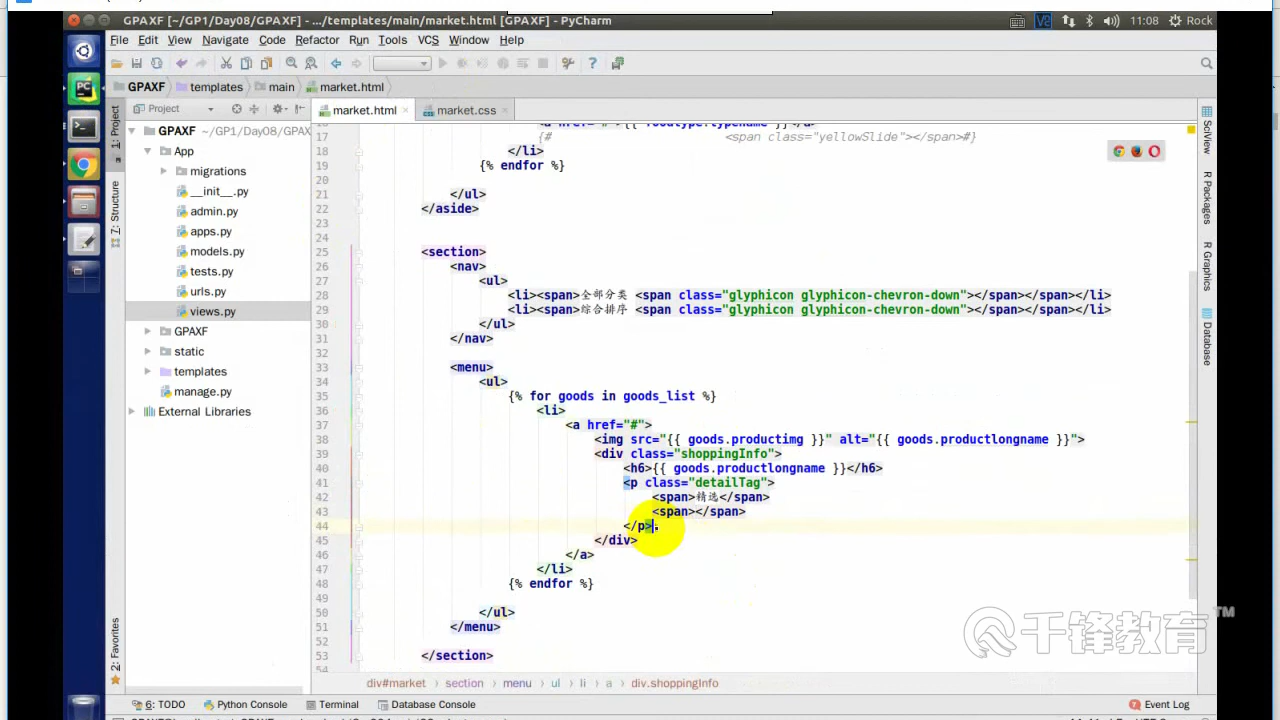 GPAXF [~/GP1/Day08/GPAXF] - .../templates/main/market.html [GPAXF] - PyCharm
11:08 Rock
File Edit View Navigate Code Refactor Run Tools VCS Window Help
GPAXF templates main market.html
Project
market.html
market.css
GPAXF ~/GP1/Day08/GPAX
App
migrations
__init__.py
admin.py
apps.py
models.py
tests.py
urls.py
views.py
GPAXF
static
templates
manage.py
External Libraries
1: Project
7: Structure
2: Favorites
SciView
R Packages
R Graphics
Database
17 {# <span class="yellowSlide"></span>#}
18 </li>
19 {% endfor %}
20
21 </ul>
22 </aside>
23
24
25 <section>
26 <nav>
27 <ul>
28 <li><span>全部分类 <span class="glyphicon glyphicon-chevron-down"></span></span></li>
29 <li><span>综合排序 <span class="glyphicon glyphicon-chevron-down"></span></span></li>
30 </ul>
31 </nav>
32
33 <menu>
34 <ul>
35 {% for goods in goods_list %}
36 <li>
37 <a href="#">
38 <img src="{{ goods.productimg }}" alt="{{ goods.productlongname }}">
39 <div class="shoppingInfo">
40 <h6>{{ goods.productlongname }}</h6>
41 <p class="detailTag">
42 <span>精选</span>
43 <span></span>
44 </p>
45 </div>
46 </a>
47 </li>
48 {% endfor %}
49
50 </ul>
51 </menu>
52
53 </section>
54
千锋教育 TM
div#market section menu ul li a div.shoppingInfo
6: TODO Python Console Terminal Database Console Event Log